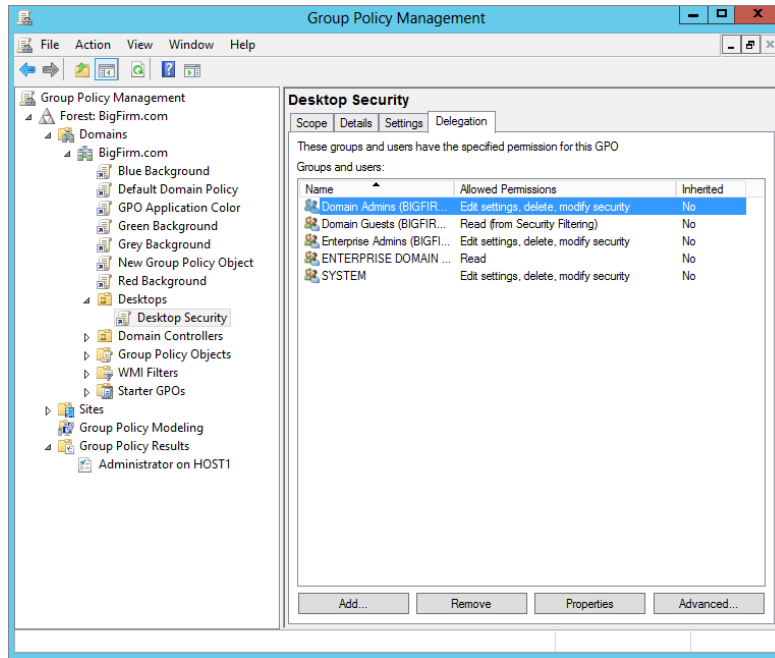 Group Policy Management
File Action View Window Help
Group Policy Management
Forest: BigFirm.com
Domains
BigFirm.com
Blue Background
Default Domain Policy
GPO Application Color
Green Background
Grey Background
New Group Policy Object
Red Background
Desktops
Desktop Security
Domain Controllers
Group Policy Objects
WMI Filters
Starter GPOs
Sites
Group Policy Modeling
Group Policy Results
Administrator on HOST1
Desktop Security
Scope Details Settings Delegation
These groups and users have the specified permission for this GPO
Groups and users:
Name Allowed Permissions Inherited
Domain Admins (BIGFIR... Edit settings, delete, modify security No
Domain Guests (BIGFIR... Read (from Security Filtering) No
Enterprise Admins (BIGFI... Edit settings, delete, modify security No
ENTERPRISE DOMAIN ... Read No
SYSTEM Edit settings, delete, modify security No
Add... Remove Properties Advanced...